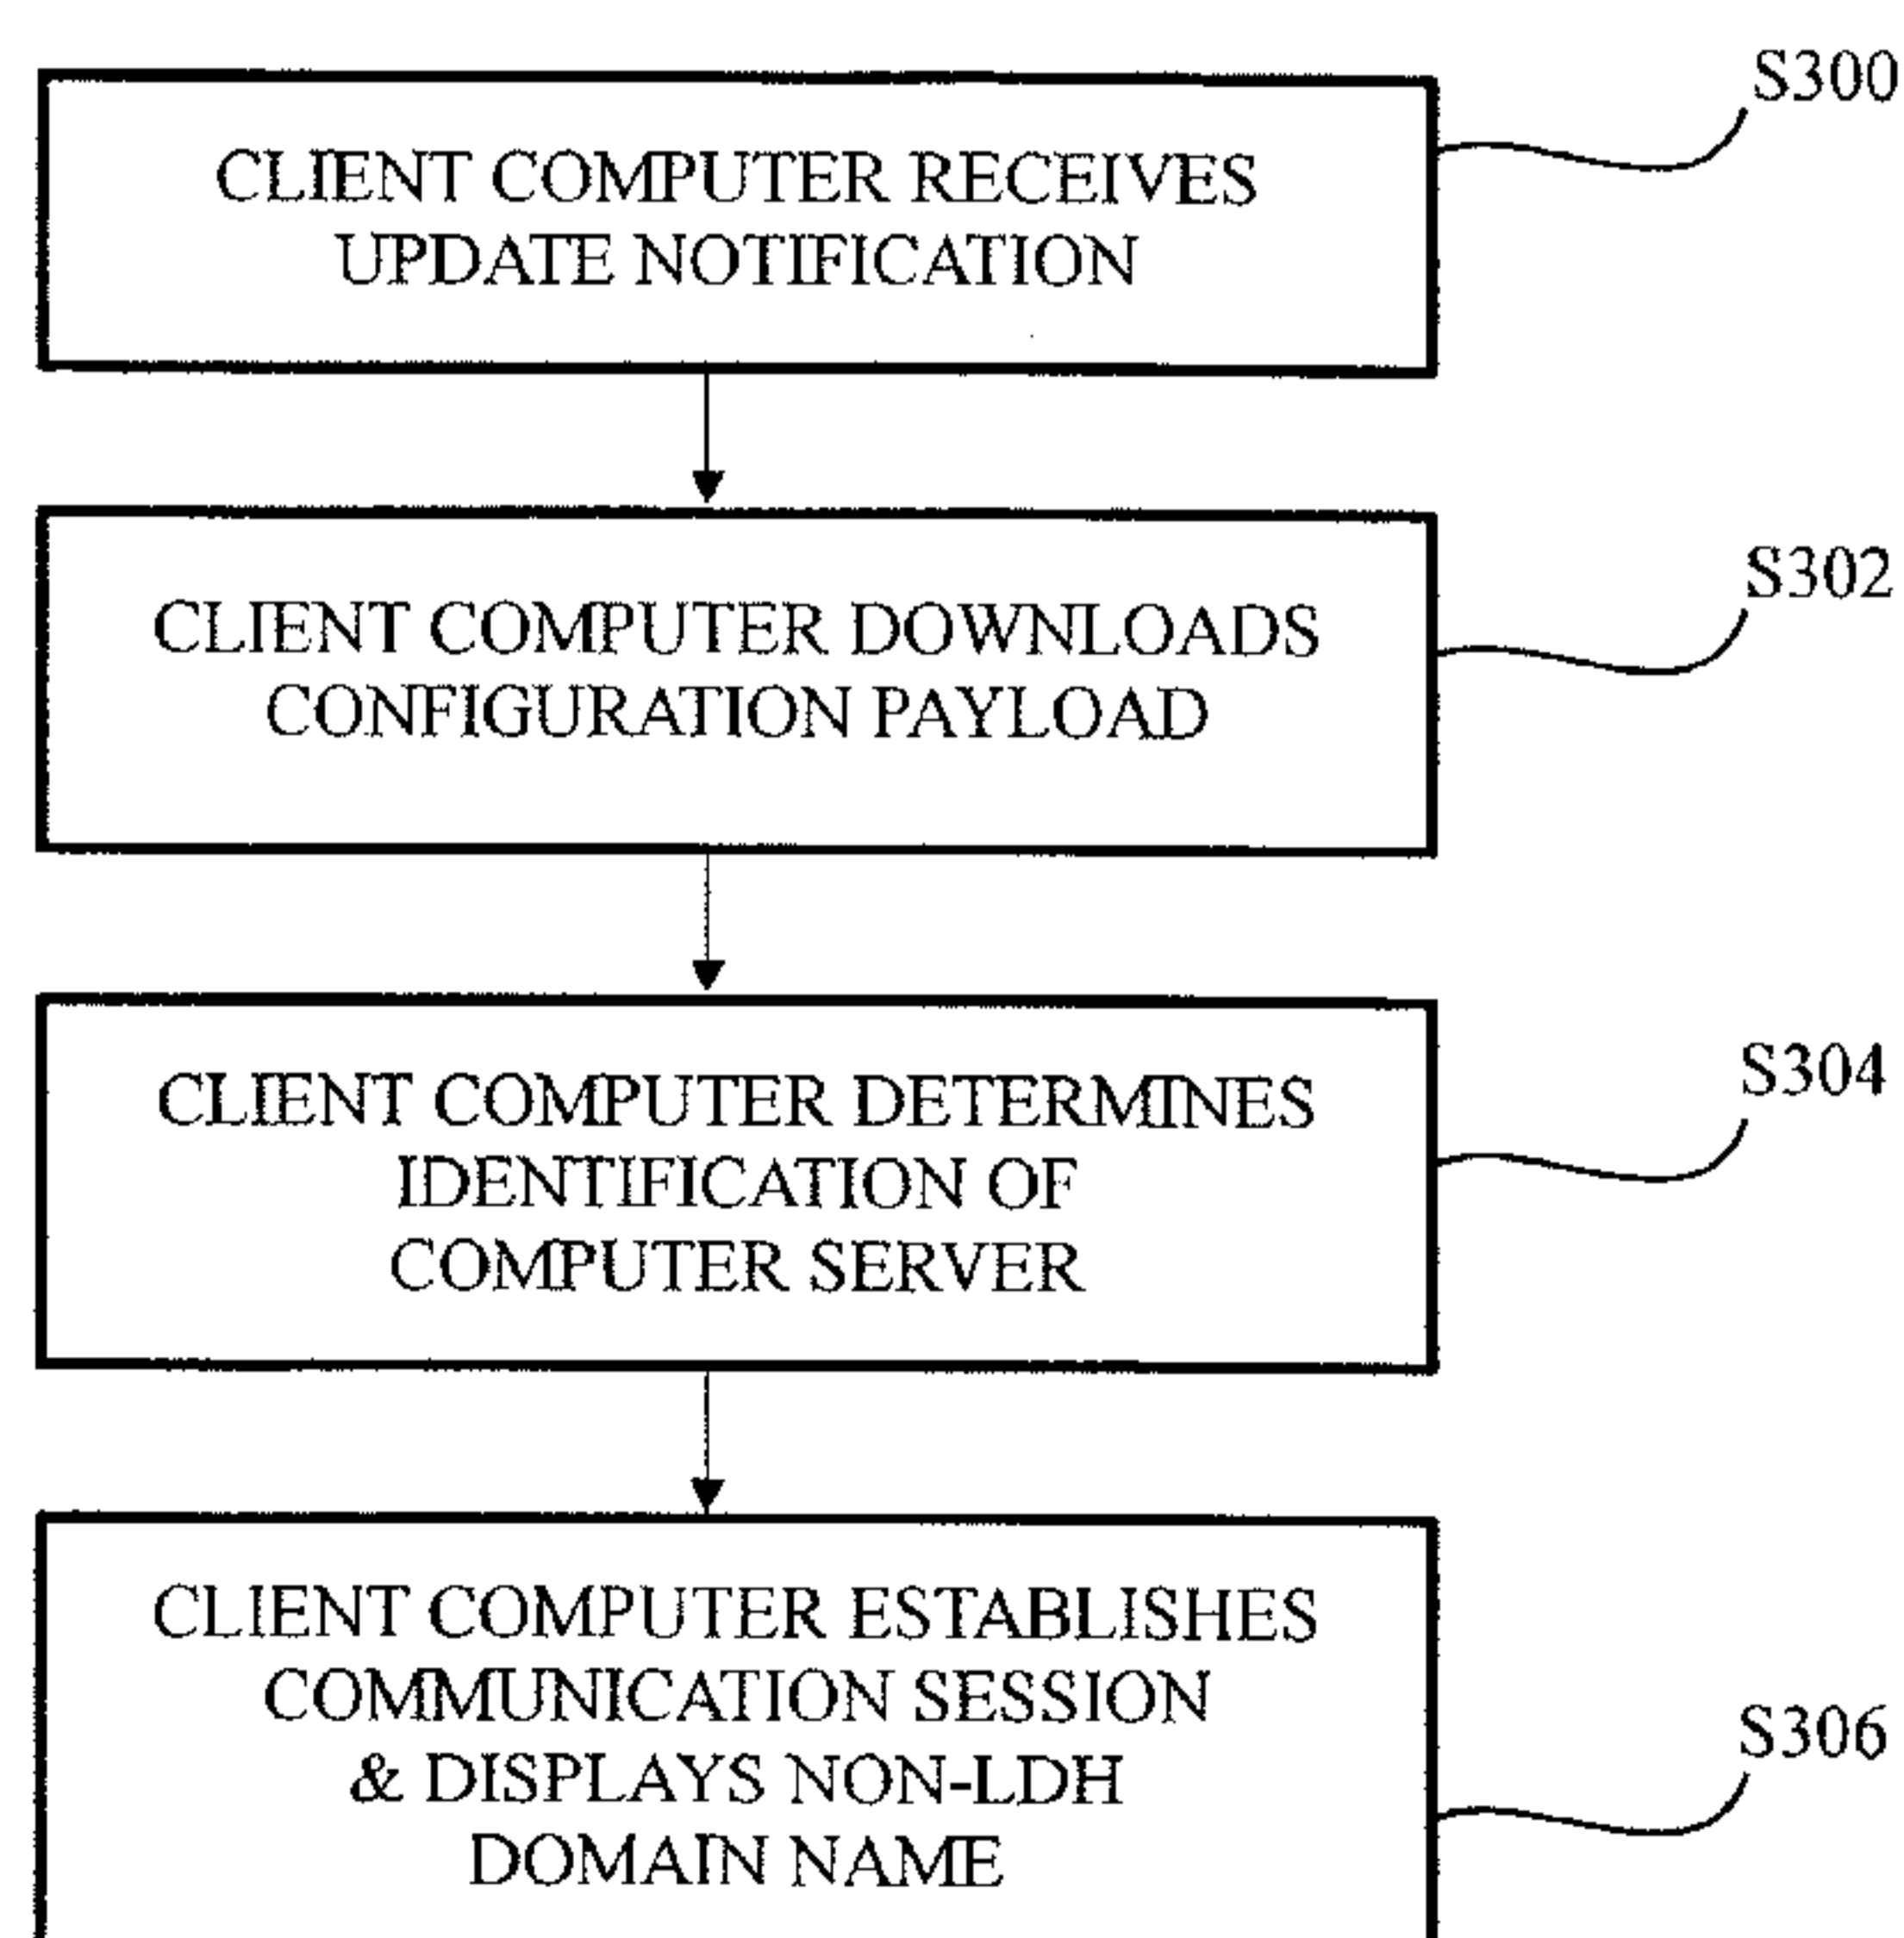 S300
CLIENT COMPUTER RECEIVES
UPDATE NOTIFICATION
S302
CLIENT COMPUTER DOWNLOADS
CONFIGURATION PAYLOAD
S304
CLIENT COMPUTER DETERMINES
IDENTIFICATION OF
COMPUTER SERVER
CLIENT COMPUTER ESTABLISHES
COMMUNICATION SESSION
S306
& DISPLAYS NON-LDH
DOMAIN NAME